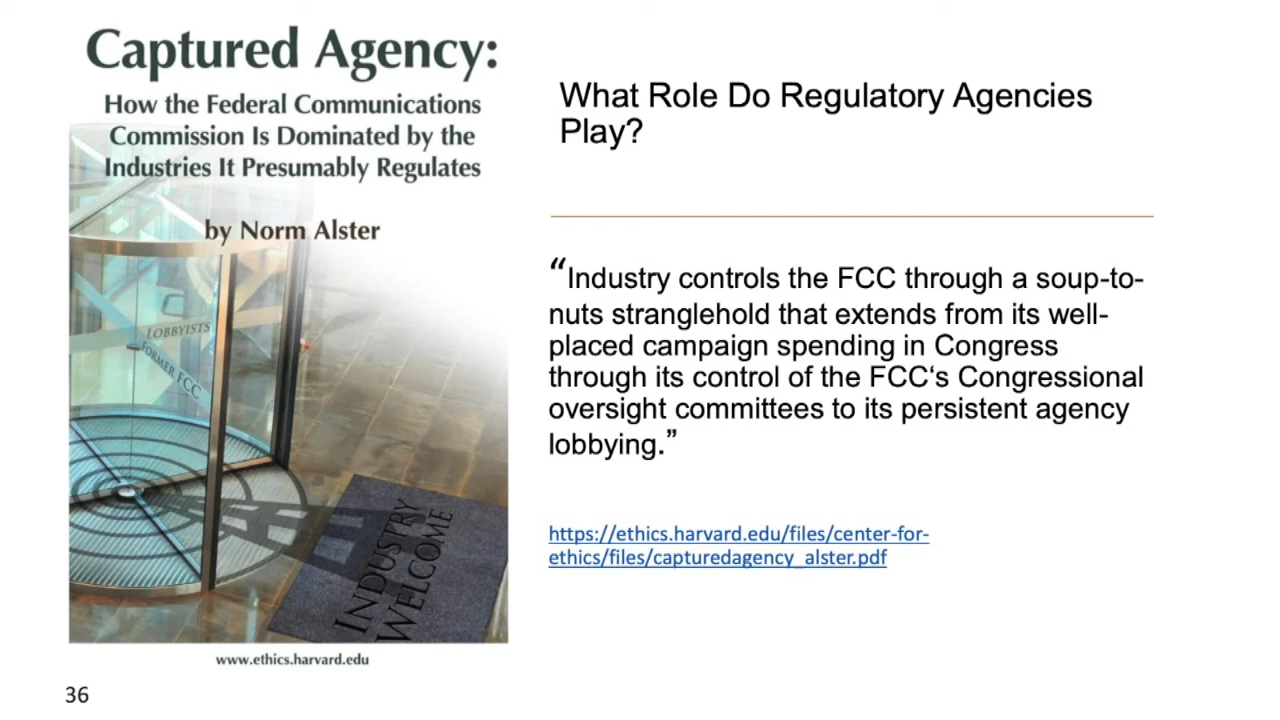 Captured Agency:
How the Federal Communications
Commission Is Dominated by the
Industries It Presumably Regulates
by Norm Alster
LOBBYISTS
FORMER FCC
INDUSTRY
WELCOME
www.ethics.harvard.edu
What Role Do Regulatory Agencies
Play?
“Industry controls the FCC through a soup-to-
nuts stranglehold that extends from its well-
placed campaign spending in Congress
through its control of the FCC‘s Congressional
oversight committees to its persistent agency
lobbying.”
https://ethics.harvard.edu/files/center-for-
ethics/files/capturedagency_alster.pdf
36